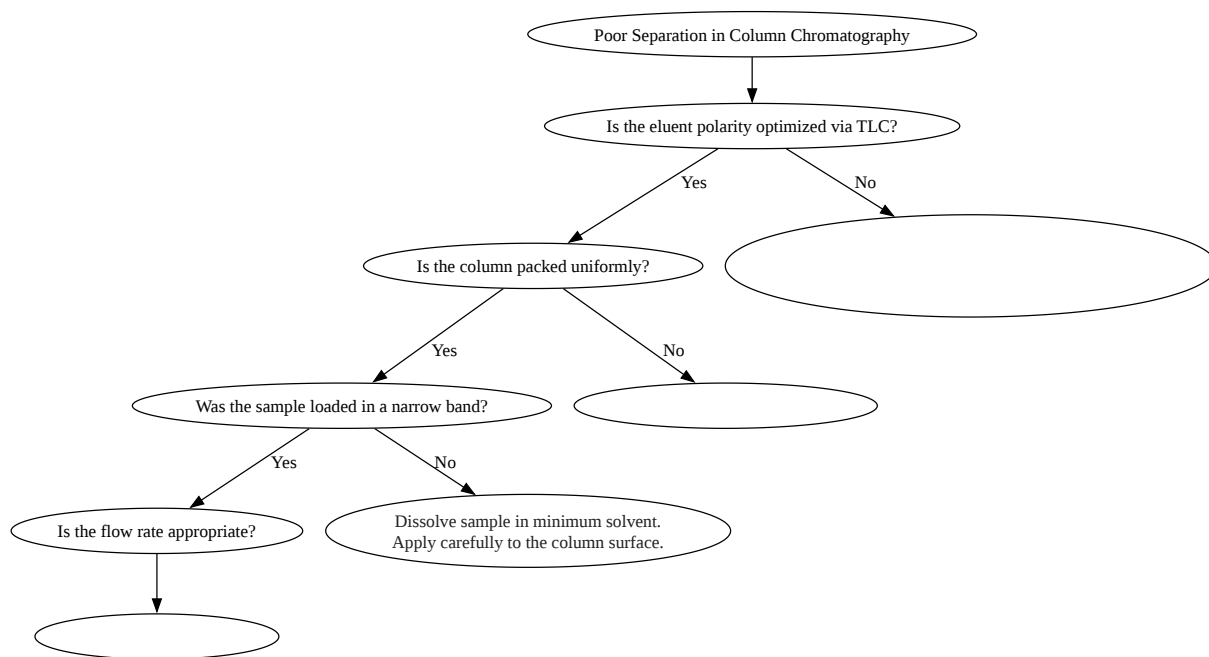 Poor Separation in Column Chromatography
Is the eluent polarity optimized via TLC?
Yes
No
Is the column packed uniformly?
Yes
No
Was the sample loaded in a narrow band?
Yes
No
Is the flow rate appropriate?
Dissolve sample in minimum solvent.
Apply carefully to the column surface.